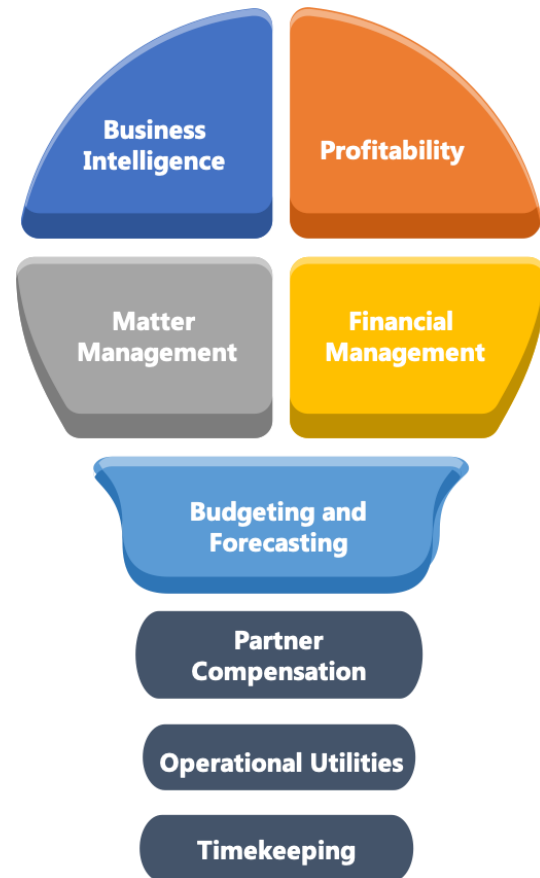 Business
Intelligence
Profitability
Matter
Management
Financial
Management
Budgeting and
Forecasting
Partner
Compensation
Operational Utilities
Timekeeping